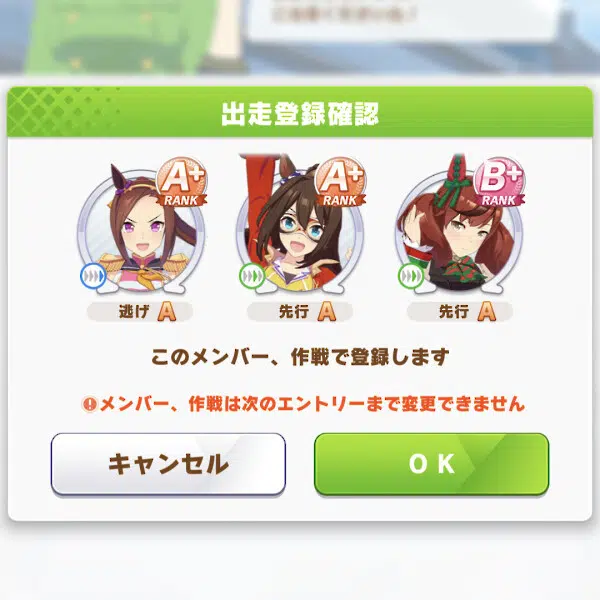 出走登録確認
A+
RANK
A+
RANK
B+
RANK
逃げ A
先行 A
先行 A
このメンバー、作戦で登録します
!メンバー、作戦は次のエントリーまで変更できません
キャンセル
OK